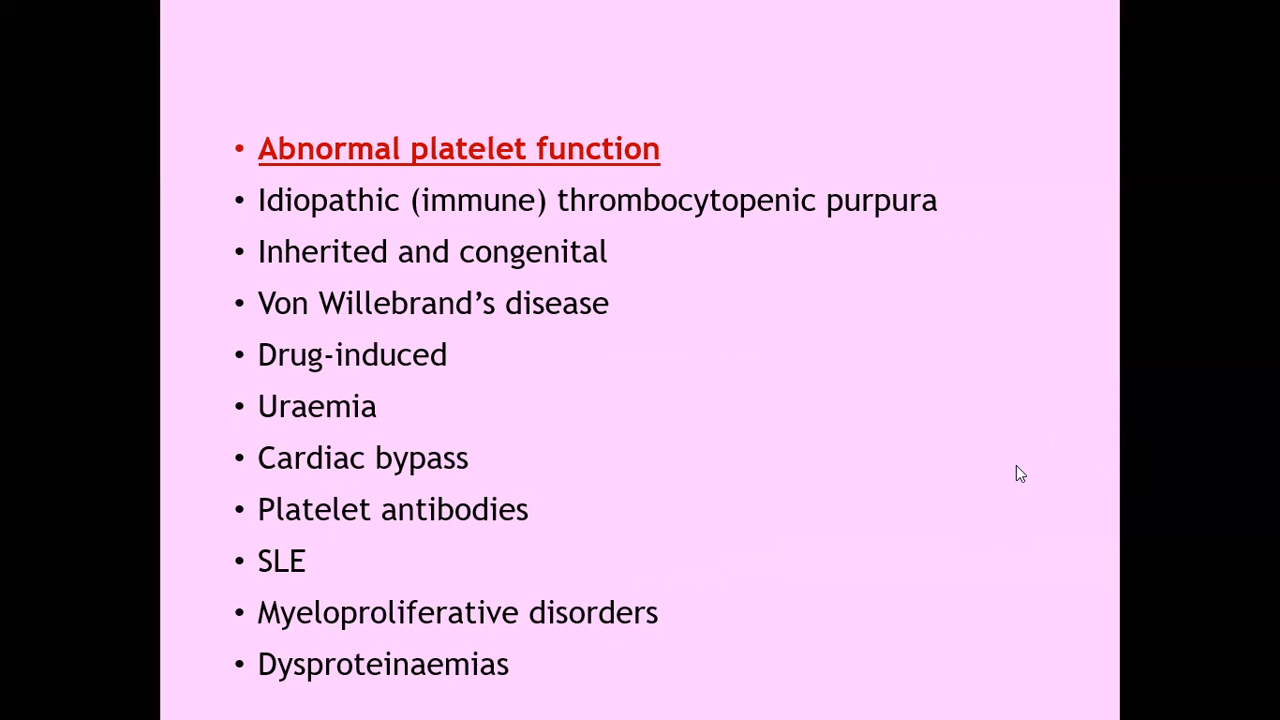 • Abnormal platelet function
• Idiopathic (immune) thrombocytopenic purpura
• Inherited and congenital
• Von Willebrand’s disease
• Drug-induced
• Uraemia
• Cardiac bypass
• Platelet antibodies
• SLE
• Myeloproliferative disorders
• Dysproteinaemias